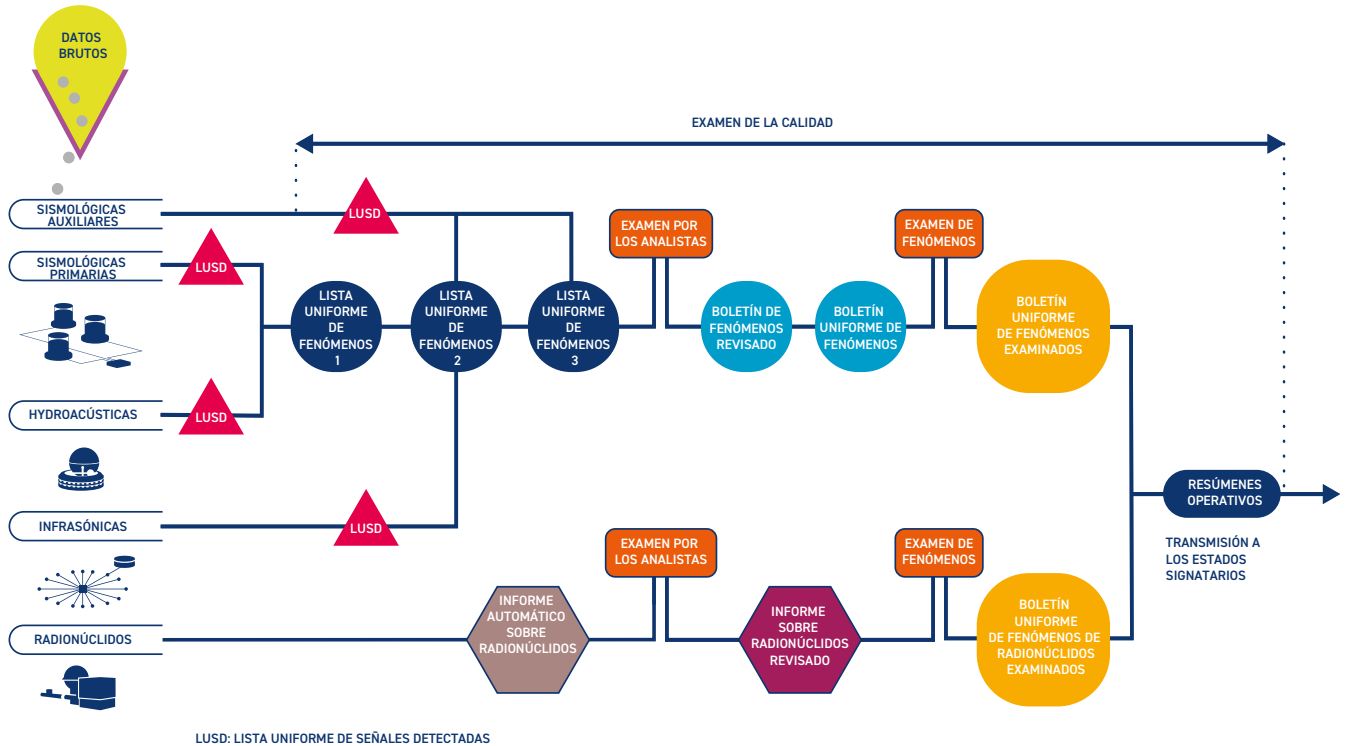 DATOS
BRUTOS
EXAMEN DE LA CALIDAD
SISMOLÓGICAS
AUXILIARES
LUSD
SISMOLÓGICAS
PRIMARIAS
LUSD
EXAMEN POR
LOS ANALISTAS
EXAMEN DE
FENÓMENOS
LISTA
UNIFORME
DE
FENÓMENOS
1
LISTA
UNIFORME
DE
FENÓMENOS
2
LISTA
UNIFORME
DE
FENÓMENOS
3
BOLETÍN DE
FENÓMENOS
REVISADO
BOLETÍN
UNIFORME DE
FENÓMENOS
BOLETÍN
UNIFORME
DE FENÓMENOS
EXAMINADOS
HYDROACÚSTICAS
LUSD
INFRASÓNICAS
LUSD
RESÚMENES
OPERATIVOS
TRANSMISIÓN A
LOS ESTADOS
SIGNATARIOS
EXAMEN POR
LOS ANALISTAS
EXAMEN DE
FENÓMENOS
RADIONÚCLIDOS
INFORME
AUTOMÁTICO
SOBRE
RADIONÚCLIDOS
INFORME
SOBRE
RADIONÚCLIDOS
REVISADO
BOLETÍN
UNIFORME
DE FENÓMENOS DE
RADIONÚCLIDOS
EXAMINADOS
LUSD: LISTA UNIFORME DE SEÑALES DETECTADAS